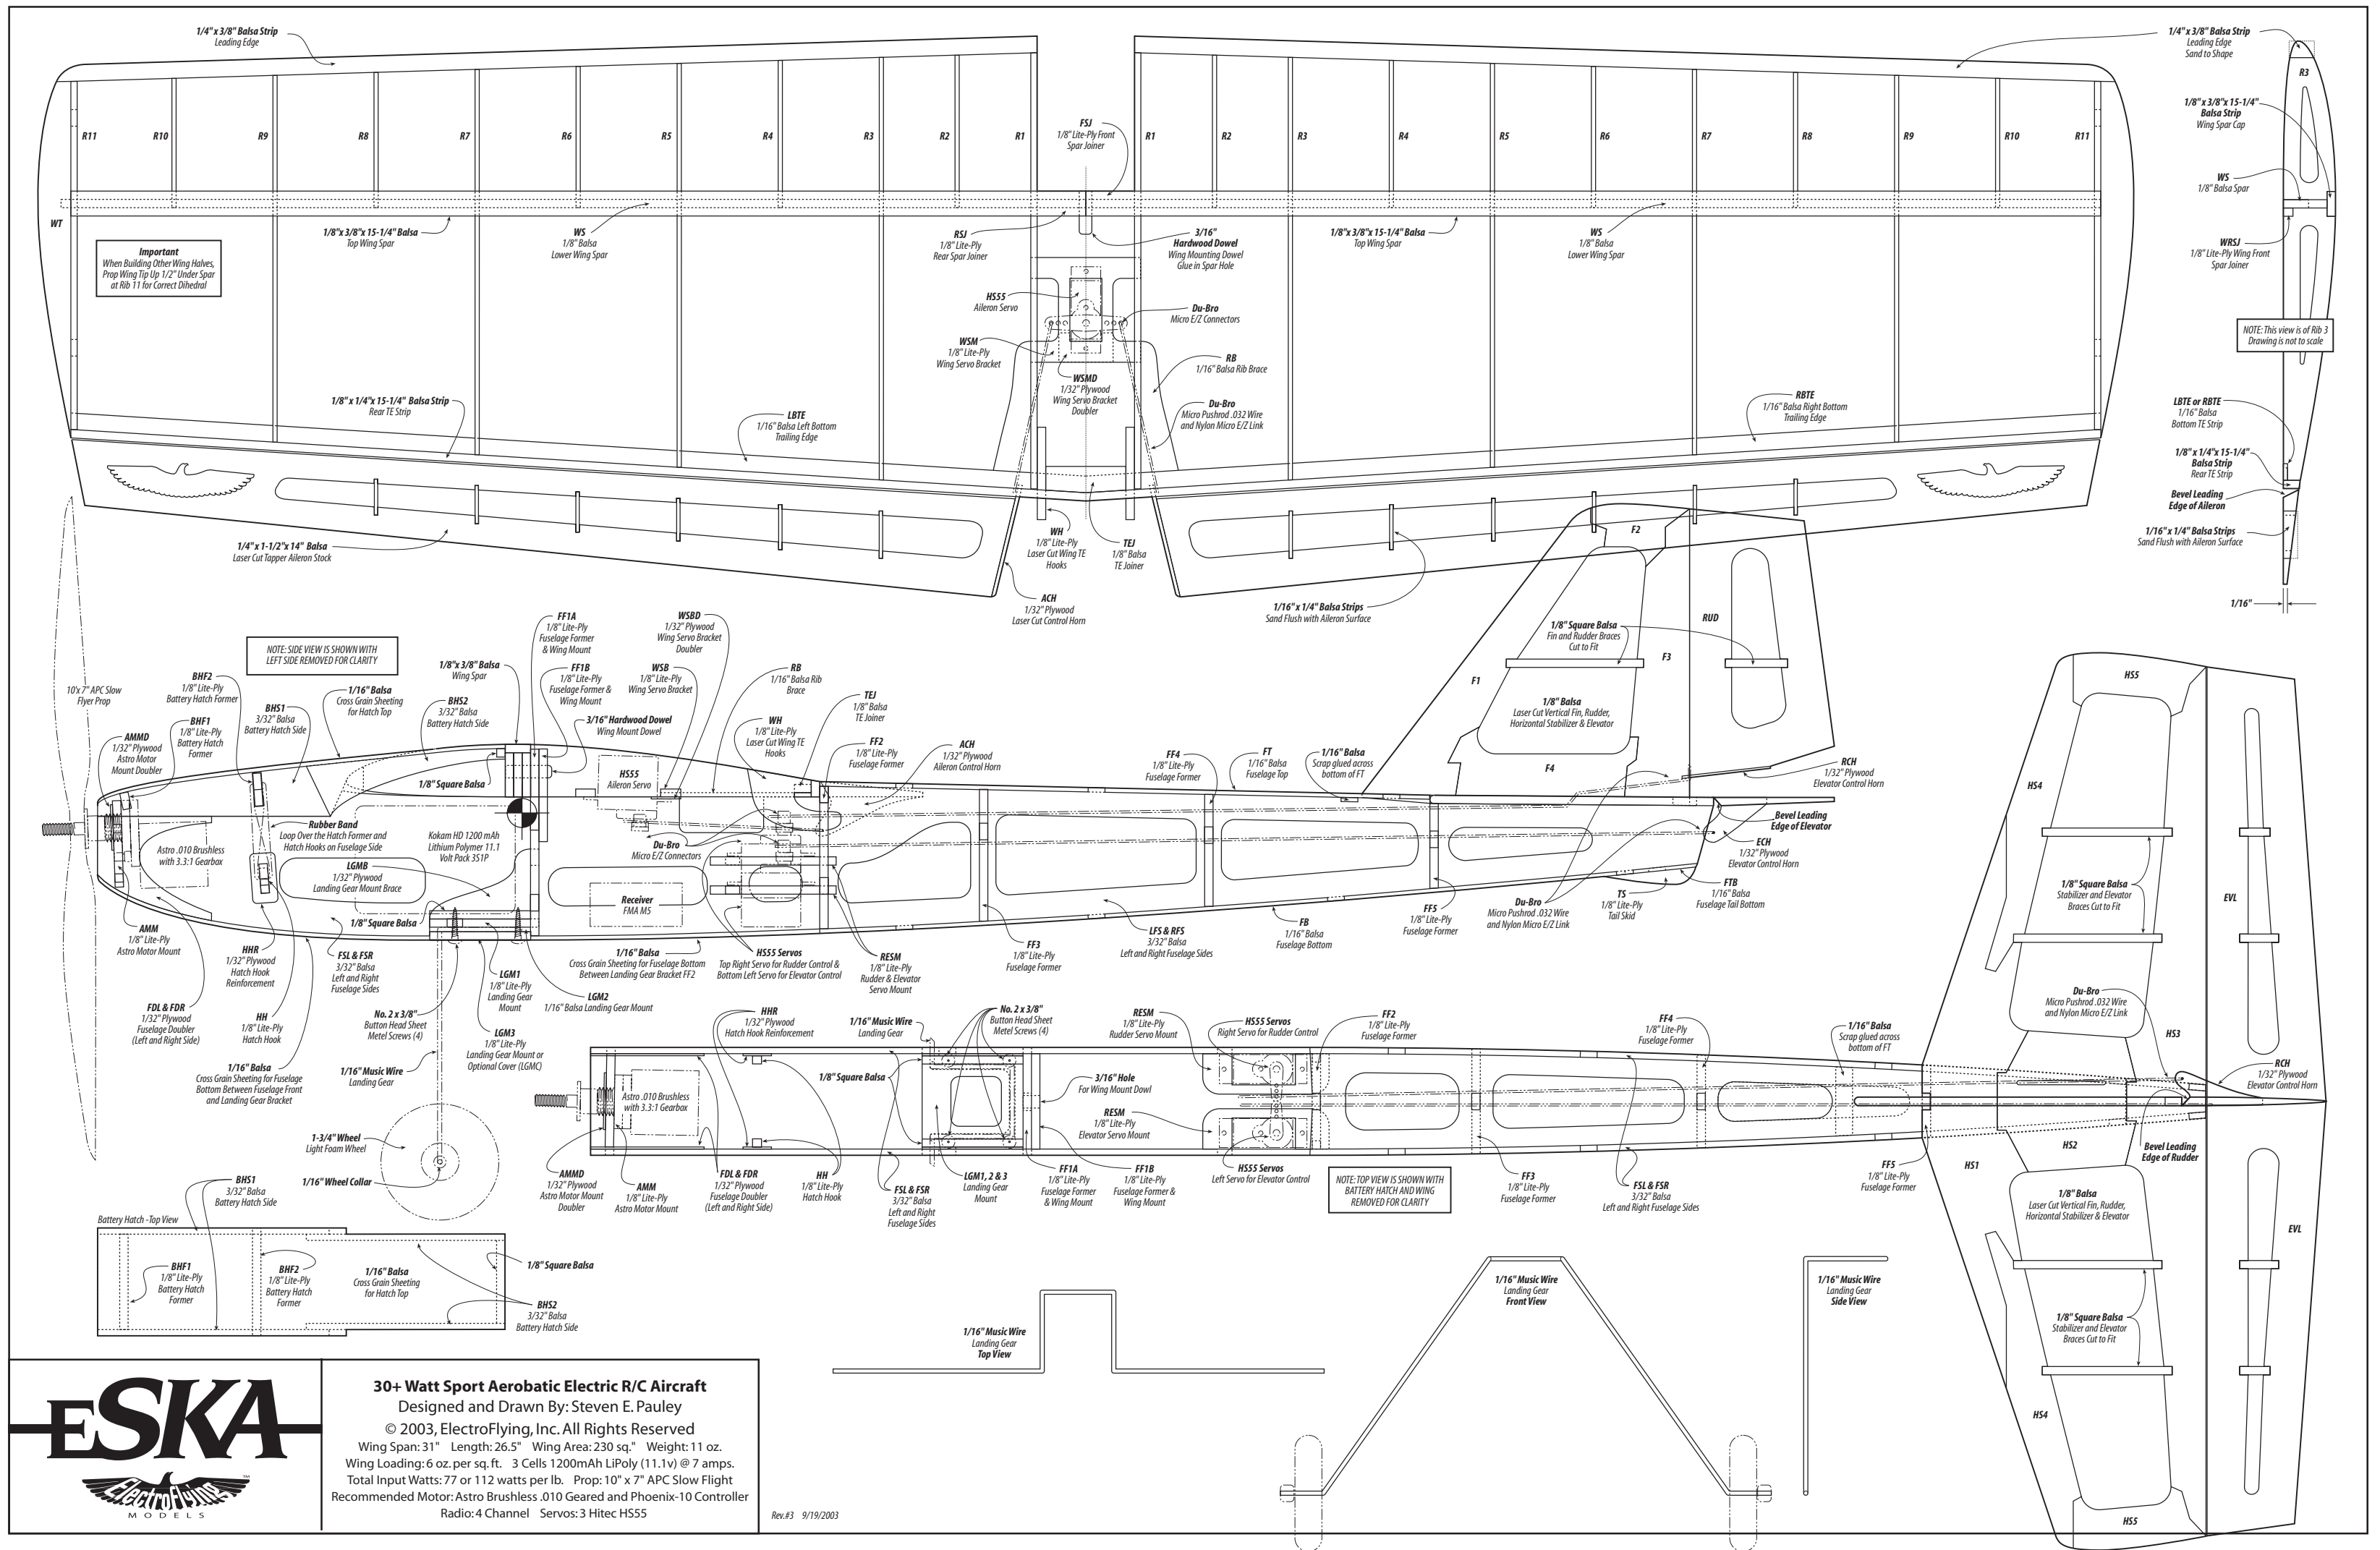 1/4" x 3/8" Balsa Strip
Leading Edge
1/4" x 3/8" Balsa Strip
Leading Edge
Sand to Shape
R3
R11
R10
R9
R8
R7
R6
R5
R4
R3
R2
R1
FSJ
1/8" Lite-Ply Front
Spar Joiner
R1
R2
R3
R4
R5
R6
R7
R8
R9
R10
R11
1/8" x 3/8"x 15-1/4"
Balsa Strip
Wing Spar Cap
WS
1/8" Balsa Spar
WRSJ
1/8" Lite-Ply Wing Front
Spar Joiner
NOTE: This view is of Rib 3
Drawing is not to scale
LBTE or RBTE
1/16" Balsa
Bottom TE Strip
1/8" x 1/4"x 15-1/4"
Balsa Strip
Rear TE Strip
Bevel Leading
Edge of Aileron
1/16" x 1/4" Balsa Strips
Sand Flush with Aileron Surface
1/16"
WT
Important
When Building Other Wing Halves,
Prop Wing Tip Up 1/2" Under Spar
at Rib 11 for Correct Dihedral
1/8"x 3/8"x 15-1/4" Balsa
Top Wing Spar
WS
1/8" Balsa
Lower Wing Spar
RSJ
1/8" Lite-Ply
Rear Spar Joiner
3/16"
Hardwood Dowel
Wing Mounting Dowel
Glue in Spar Hole
1/8"x 3/8"x 15-1/4" Balsa
Top Wing Spar
WS
1/8" Balsa
Lower Wing Spar
HS55
Aileron Servo
Du-Bro
Micro E/Z Connectors
WSM
1/8" Lite-Ply
Wing Servo Bracket
RB
1/16" Balsa Rib Brace
WSMD
1/32" Plywood
Wing Servo Bracket
Doubler
Du-Bro
Micro Pushrod .032 Wire
and Nylon Micro E/Z Link
1/8" x 1/4"x 15-1/4" Balsa Strip
Rear TE Strip
LBTE
1/16" Balsa Left Bottom
Trailing Edge
RBTE
1/16" Balsa Right Bottom
Trailing Edge
1/4" x 1-1/2"x 14" Balsa
Laser Cut Tapper Aileron Stock
WH
1/8" Lite-Ply
Laser Cut Wing TE
Hooks
TEJ
1/8" Balsa
TE Joiner
ACH
1/32" Plywood
Laser Cut Control Horn
1/16" x 1/4" Balsa Strips
Sand Flush with Aileron Surface
F2
1/8" Square Balsa
Fin and Rudder Braces
Cut to Fit
RUD
F3
F1
1/8" Balsa
Laser Cut Vertical Fin, Rudder,
Horizontal Stabilizer & Elevator
F4
NOTE: SIDE VIEW IS SHOWN WITH
LEFT SIDE REMOVED FOR CLARITY
10'x 7" APC Slow
Flyer Prop
AMMD
1/32" Plywood
Astro Motor
Mount Doubler
BHF2
1/8" Lite-Ply
Battery Hatch Former
BHF1
1/8" Lite-Ply
Battery Hatch
Former
BHS1
3/32" Balsa
Battery Hatch Side
1/16" Balsa
Cross Grain Sheeting
for Hatch Top
BHS2
3/32" Balsa
Battery Hatch Side
1/8"x 3/8" Balsa
Wing Spar
FF1A
1/8" Lite-Ply
Fuselage Former
& Wing Mount
FF1B
1/8" Lite-Ply
Fuselage Former &
Wing Mount
3/16" Hardwood Dowel
Wing Mount Dowel
WSBD
1/32" Plywood
Wing Servo Bracket
Doubler
WSB
1/8" Lite-Ply
Wing Servo Bracket
RB
1/16" Balsa Rib
Brace
WH
1/8" Lite-Ply
Laser Cut Wing TE
Hooks
TEJ
1/8" Balsa
TE Joiner
FF2
1/8" Lite-Ply
Fuselage Former
ACH
1/32" Plywood
Aileron Control Horn
FF4
1/8" Lite-Ply
Fuselage Former
FT
1/16" Balsa
Fuselage Top
1/16" Balsa
Scrap glued across
bottom of FT
RCH
1/32" Plywood
Elevator Control Horn
1/8" Square Balsa
HS55
Aileron Servo
Rubber Band
Loop Over the Hatch Former and
Hatch Hooks on Fuselage Side
Kokam HD 1200 mAh
Lithium Polymer 11.1
Volt Pack 3S1P
Astro .010 Brushless
with 3.3:1 Gearbox
LGMB
1/32" Plywood
Landing Gear Mount Brace
1/8" Square Balsa
Receiver
FMA M5
Du-Bro
Micro E/Z Connectors
Bevel Leading
Edge of Elevator
ECH
1/32" Plywood
Elevator Control Horn
FTB
1/16" Balsa
Fuselage Tail Bottom
TS
1/8" Lite-Ply
Tail Skid
Du-Bro
Micro Pushrod .032 Wire
and Nylon Micro E/Z Link
FF5
1/8" Lite-Ply
Fuselage Former
FB
1/16" Balsa
Fuselage Bottom
LFS & RFS
3/32" Balsa
Left and Right Fuselage Sides
FF3
1/8" Lite-Ply
Fuselage Former
RESM
1/8" Lite-Ply
Rudder & Elevator
Servo Mount
HS55 Servos
Top Right Servo for Rudder Control &
Bottom Left Servo for Elevator Control
1/16" Balsa
Cross Grain Sheeting for Fuselage Bottom
Between Landing Gear Bracket FF2
AMM
1/8" Lite-Ply
Astro Motor Mount
HHR
1/32" Plywood
Hatch Hook
Reinforcement
FSL & FSR
3/32" Balsa
Left and Right
Fuselage Sides
LGM1
1/8" Lite-Ply
Landing Gear
Mount
LGM2
1/16" Balsa Landing Gear Mount
FDL & FDR
1/32" Plywood
Fuselage Doubler
(Left and Right Side)
HH
1/8" Lite-Ply
Hatch Hook
No. 2 x 3/8"
Button Head Sheet
Metel Screws (4)
LGM3
1/8" Lite-Ply
Landing Gear Mount or
Optional Cover (LGMC)
1/16" Balsa
Cross Grain Sheeting for Fuselage
Bottom Between Fuselage Front
and Landing Gear Bracket
1/16" Music Wire
Landing Gear
1-3/4" Wheel
Light Foam Wheel
1/16" Wheel Collar
HHR
1/32" Plywood
Hatch Hook Reinforcement
1/16" Music Wire
Landing Gear
No. 2 x 3/8"
Button Head Sheet
Metel Screws (4)
RESM
1/8" Lite-Ply
Rudder Servo Mount
HS55 Servos
Right Servo for Rudder Control
FF2
1/8" Lite-Ply
Fuselage Former
FF4
1/8" Lite-Ply
Fuselage Former
1/16" Balsa
Scrap glued across
bottom of FT
1/8" Square Balsa
3/16" Hole
For Wing Mount Dowl
Astro .010 Brushless
with 3.3:1 Gearbox
RESM
1/8" Lite-Ply
Elevator Servo Mount
AMMD
1/32" Plywood
Astro Motor Mount
Doubler
AMM
1/8" Lite-Ply
Astro Motor Mount
FDL & FDR
1/32" Plywood
Fuselage Doubler
(Left and Right Side)
HH
1/8" Lite-Ply
Hatch Hook
FSL & FSR
3/32" Balsa
Left and Right
Fuselage Sides
LGM1, 2 & 3
Landing Gear
Mount
FF1A
1/8" Lite-Ply
Fuselage Former
& Wing Mount
FF1B
1/8" Lite-Ply
Fuselage Former &
Wing Mount
HS55 Servos
Left Servo for Elevator Control
NOTE: TOP VIEW IS SHOWN WITH
BATTERY HATCH AND WING
REMOVED FOR CLARITY
FF3
1/8" Lite-Ply
Fuselage Former
FSL & FSR
3/32" Balsa
Left and Right Fuselage Sides
FF5
1/8" Lite-Ply
Fuselage Former
HS5
HS4
EVL
1/8" Square Balsa
Stabilizer and Elevator
Braces Cut to Fit
Du-Bro
Micro Pushrod .032 Wire
and Nylon Micro E/Z Link
HS3
RCH
1/32" Plywood
Elevator Control Horn
HS2
Bevel Leading
Edge of Rudder
HS1
1/8" Balsa
Laser Cut Vertical Fin, Rudder,
Horizontal Stabilizer & Elevator
EVL
1/8" Square Balsa
Stabilizer and Elevator
Braces Cut to Fit
HS4
HS5
BHS1
3/32" Balsa
Battery Hatch Side
Battery Hatch -Top View
BHF1
1/8" Lite-Ply
Battery Hatch
Former
BHF2
1/8" Lite-Ply
Battery Hatch
Former
1/16" Balsa
Cross Grain Sheeting
for Hatch Top
1/8" Square Balsa
BHS2
3/32" Balsa
Battery Hatch Side
1/16" Music Wire
Landing Gear
Top View
1/16" Music Wire
Landing Gear
Front View
1/16" Music Wire
Landing Gear
Side View
eSKA
ElectroFlying
MODELS
30+ Watt Sport Aerobatic Electric R/C Aircraft
Designed and Drawn By: Steven E. Pauley
© 2003, ElectroFlying, Inc. All Rights Reserved
Wing Span: 31" Length: 26.5" Wing Area: 230 sq." Weight: 11 oz.
Wing Loading: 6 oz. per sq. ft. 3 Cells 1200mAh LiPoly (11.1v) @ 7 amps.
Total Input Watts: 77 or 112 watts per lb. Prop: 10" x 7" APC Slow Flight
Recommended Motor: Astro Brushless .010 Geared and Phoenix-10 Controller
Radio: 4 Channel Servos: 3 Hitec HS55
Rev.#3 9/19/2003